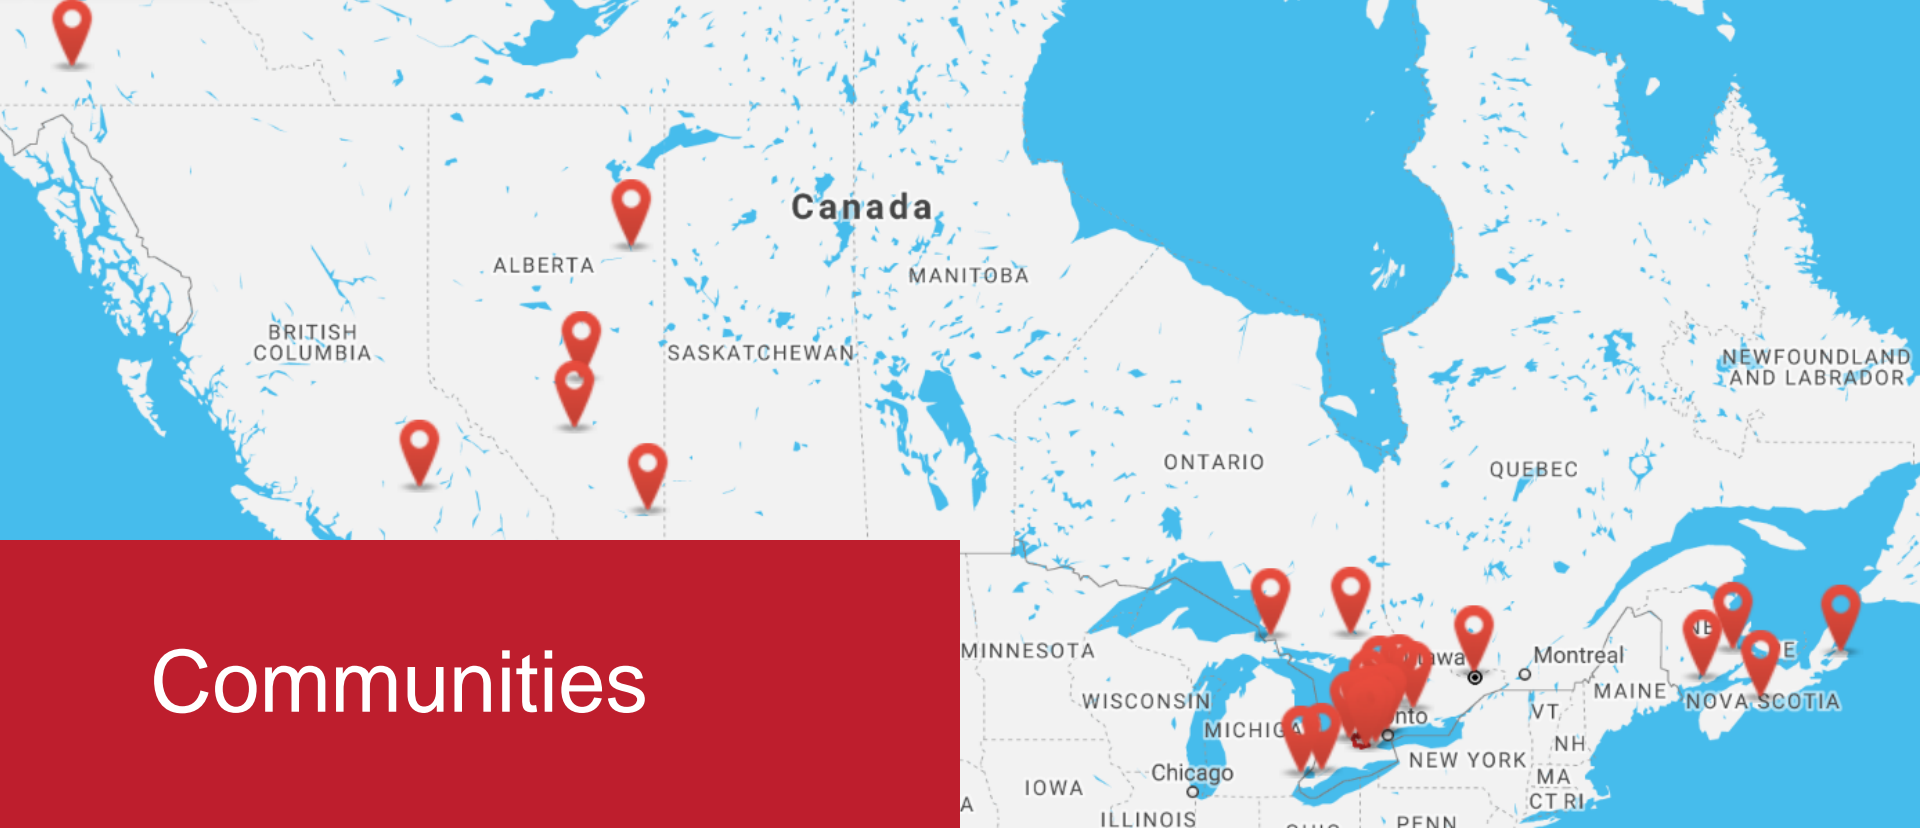 Canada
ALBERTA
MANITOBA
BRITISH
COLUMBIA
SASKATCHEWAN
NEWFOUNDLAND
AND LABRADOR
ONTARIO
QUEBEC
Communities
MINNESOTA
Montreal
WISCONSIN
MAINE
NOVA SCOTIA
VT
NH
NEW YORK
Chicago
MA
IOWA
CT RI
ILLINOIS
PENN